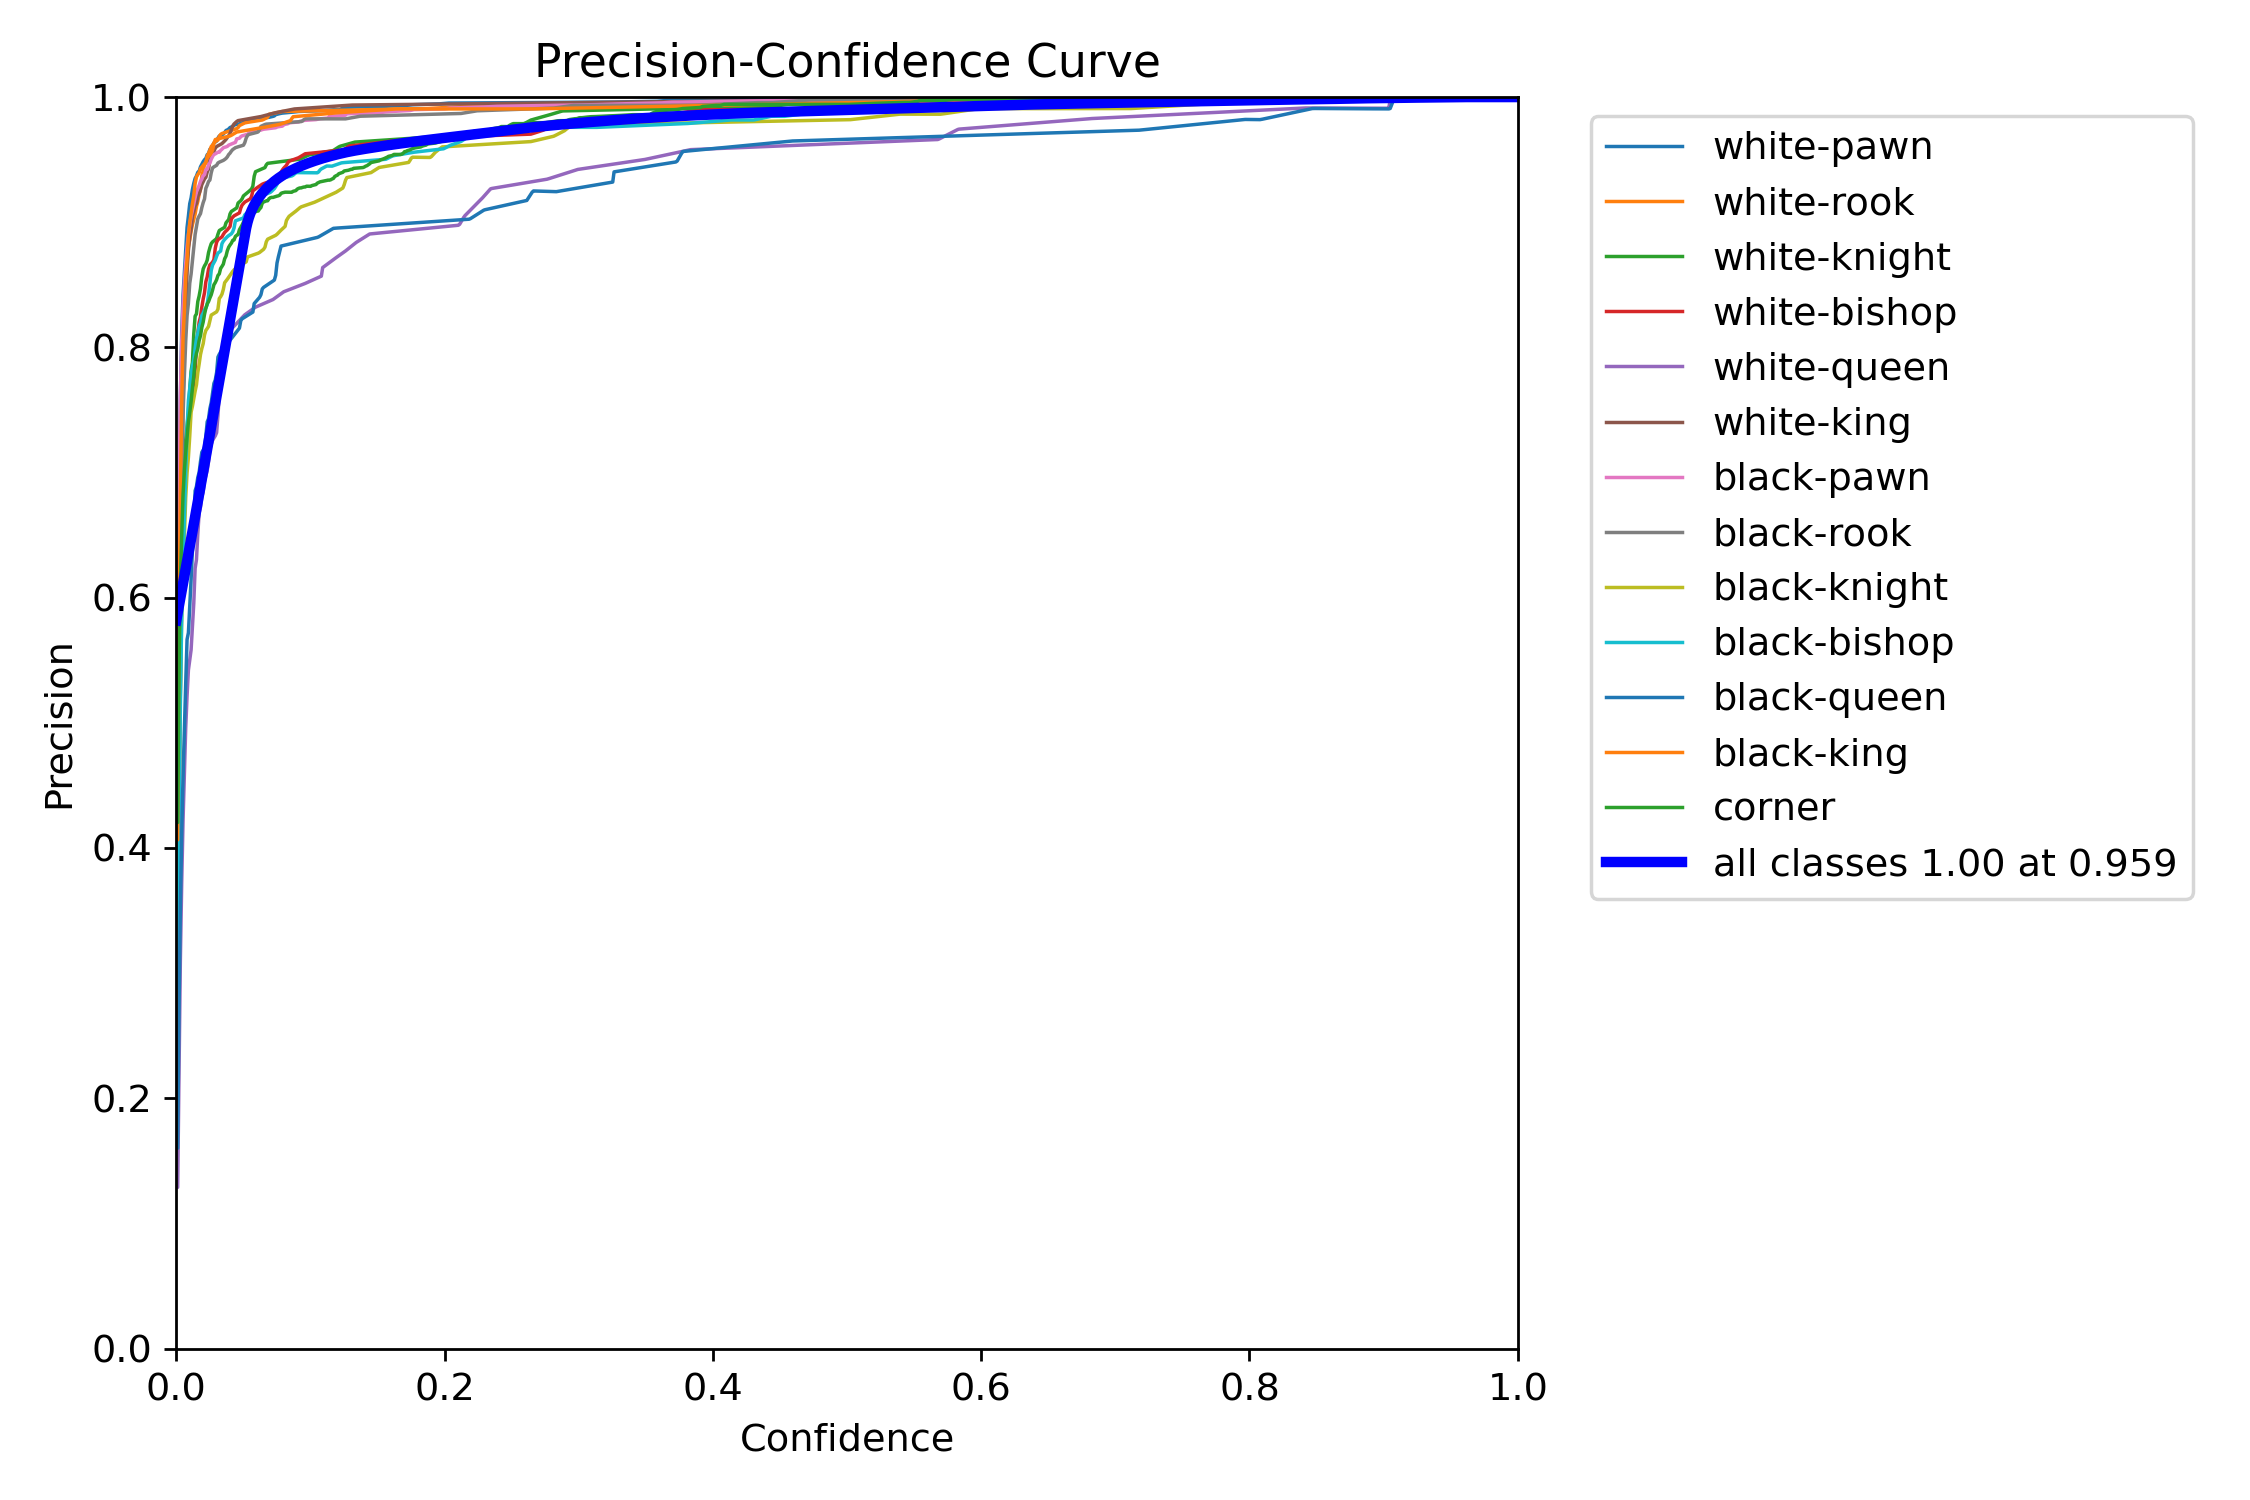 Precision-Confidence Curve
1.0
0.8
0.6
0.4
0.2
0.0
Precision
0.0 0.2 0.4 0.6 0.8 1.0
Confidence
white-pawn
white-rook
white-knight
white-bishop
white-queen
white-king
black-pawn
black-rook
black-knight
black-bishop
black-queen
black-king
corner
all classes 1.00 at 0.959